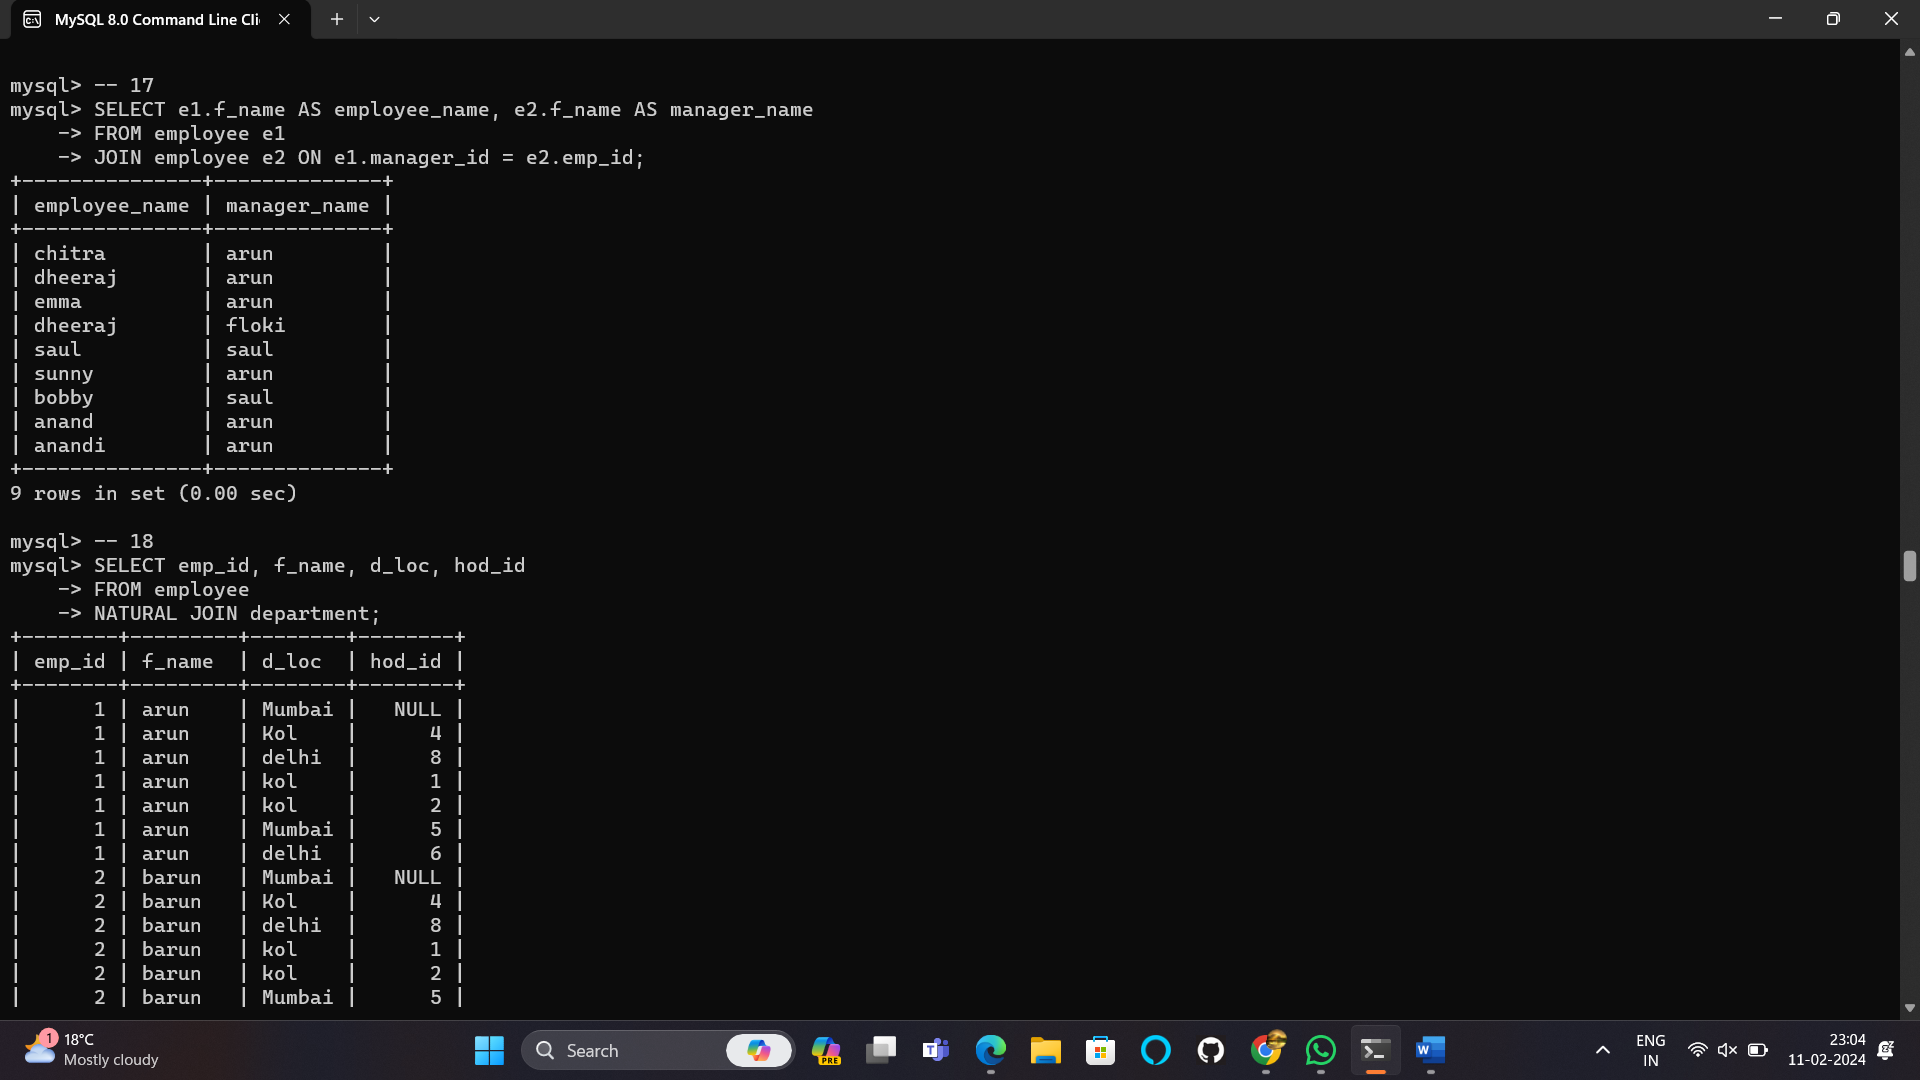 MySQL 8.0 Command Line Cli
mysql> -- 17
mysql> SELECT e1.f_name AS employee_name, e2.f_name AS manager_name
    -> FROM employee e1
    -> JOIN employee e2 ON e1.manager_id = e2.emp_id;
+---------------+--------------+
| employee_name | manager_name |
+---------------+--------------+
| chitra        | arun         |
| dheeraj       | arun         |
| emma          | arun         |
| dheeraj       | floki        |
| saul          | saul         |
| sunny         | arun         |
| bobby         | saul         |
| anand         | arun         |
| anandi        | arun         |
+---------------+--------------+
9 rows in set (0.00 sec)
mysql> -- 18
mysql> SELECT emp_id, f_name, d_loc, hod_id
    -> FROM employee
    -> NATURAL JOIN department;
+--------+---------+--------+--------+
| emp_id | f_name  | d_loc  | hod_id |
+--------+---------+--------+--------+
|      1 | arun    | Mumbai |   NULL |
|      1 | arun    | Kol    |      4 |
|      1 | arun    | delhi  |      8 |
|      1 | arun    | kol    |      1 |
|      1 | arun    | kol    |      2 |
|      1 | arun    | Mumbai |      5 |
|      1 | arun    | delhi  |      6 |
|      2 | barun   | Mumbai |   NULL |
|      2 | barun   | Kol    |      4 |
|      2 | barun   | delhi  |      8 |
|      2 | barun   | kol    |      1 |
|      2 | barun   | kol    |      2 |
|      2 | barun   | Mumbai |      5 |
1
18°C
Mostly cloudy
Search
PRE
ENG
IN
23:04
11-02-2024